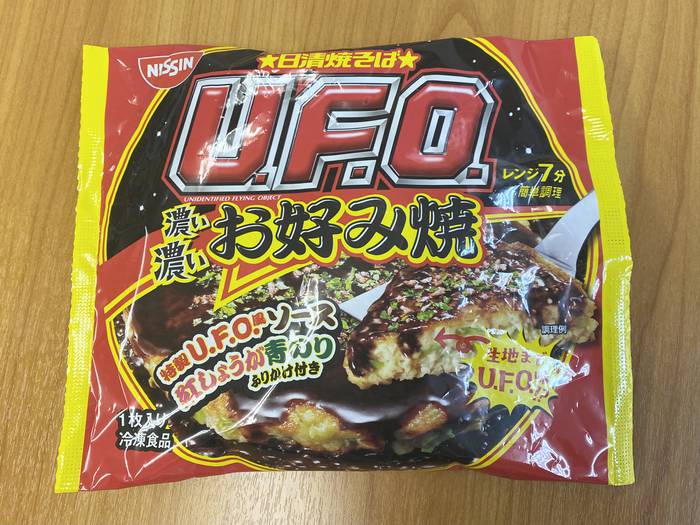 NISSIN
★日清焼そば★
U.F.O.
UNIDENTIFIED FLYING OBJECT
レンジ7分
簡単調理
濃い
濃い
お好み焼
調理例
特製U.F.O.風ソース
紅しょうが青のり
ふりかけ付き
生地ま
U.F.O.
1枚入り
冷凍食品